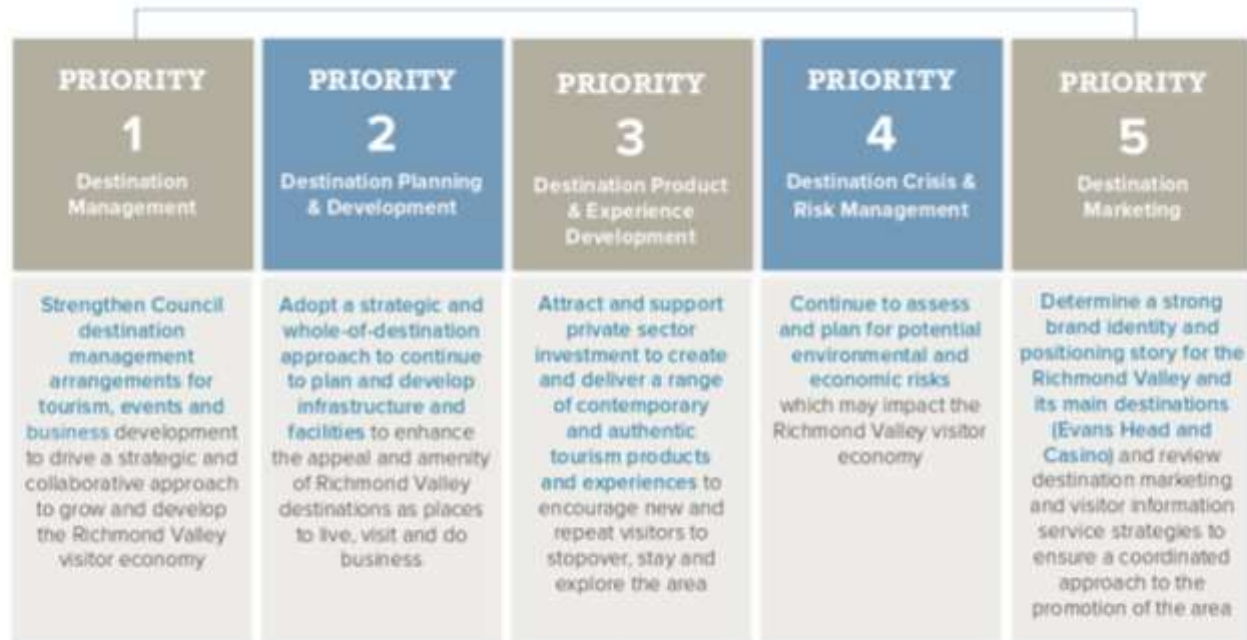 PRIORITY
1
Destination
Management
Strengthen Council
destination
management
arrangements for
tourism, events and
business development
to drive a strategic and
collaborative approach
to grow and develop
the Richmond Valley
visitor economy
PRIORITY
2
Destination Planning
& Development
Adopt a strategic and
whole-of-destination
approach to continue
to plan and develop
infrastructure and
facilities to enhance
the appeal and amenity
of Richmond Valley
destinations as places
to live, visit and do
business
PRIORITY
3
Destination Product
& Experience
Development
Attract and support
private sector
investment to create
and deliver a range
of contemporary
and authentic
tourism products
and experiences to
encourage new and
repeat visitors to
stopover, stay and
explore the area
PRIORITY
4
Destination Crisis &
Risk Management
Continue to assess
and plan for potential
environmental and
economic risks
which may impact the
Richmond Valley visitor
economy
PRIORITY
5
Destination
Marketing
Determine a strong
brand identity and
positioning story for the
Richmond Valley and
its main destinations
(Evans Head and
Casino) and review
destination marketing
and visitor information
service strategies to
ensure a coordinated
approach to the
promotion of the area